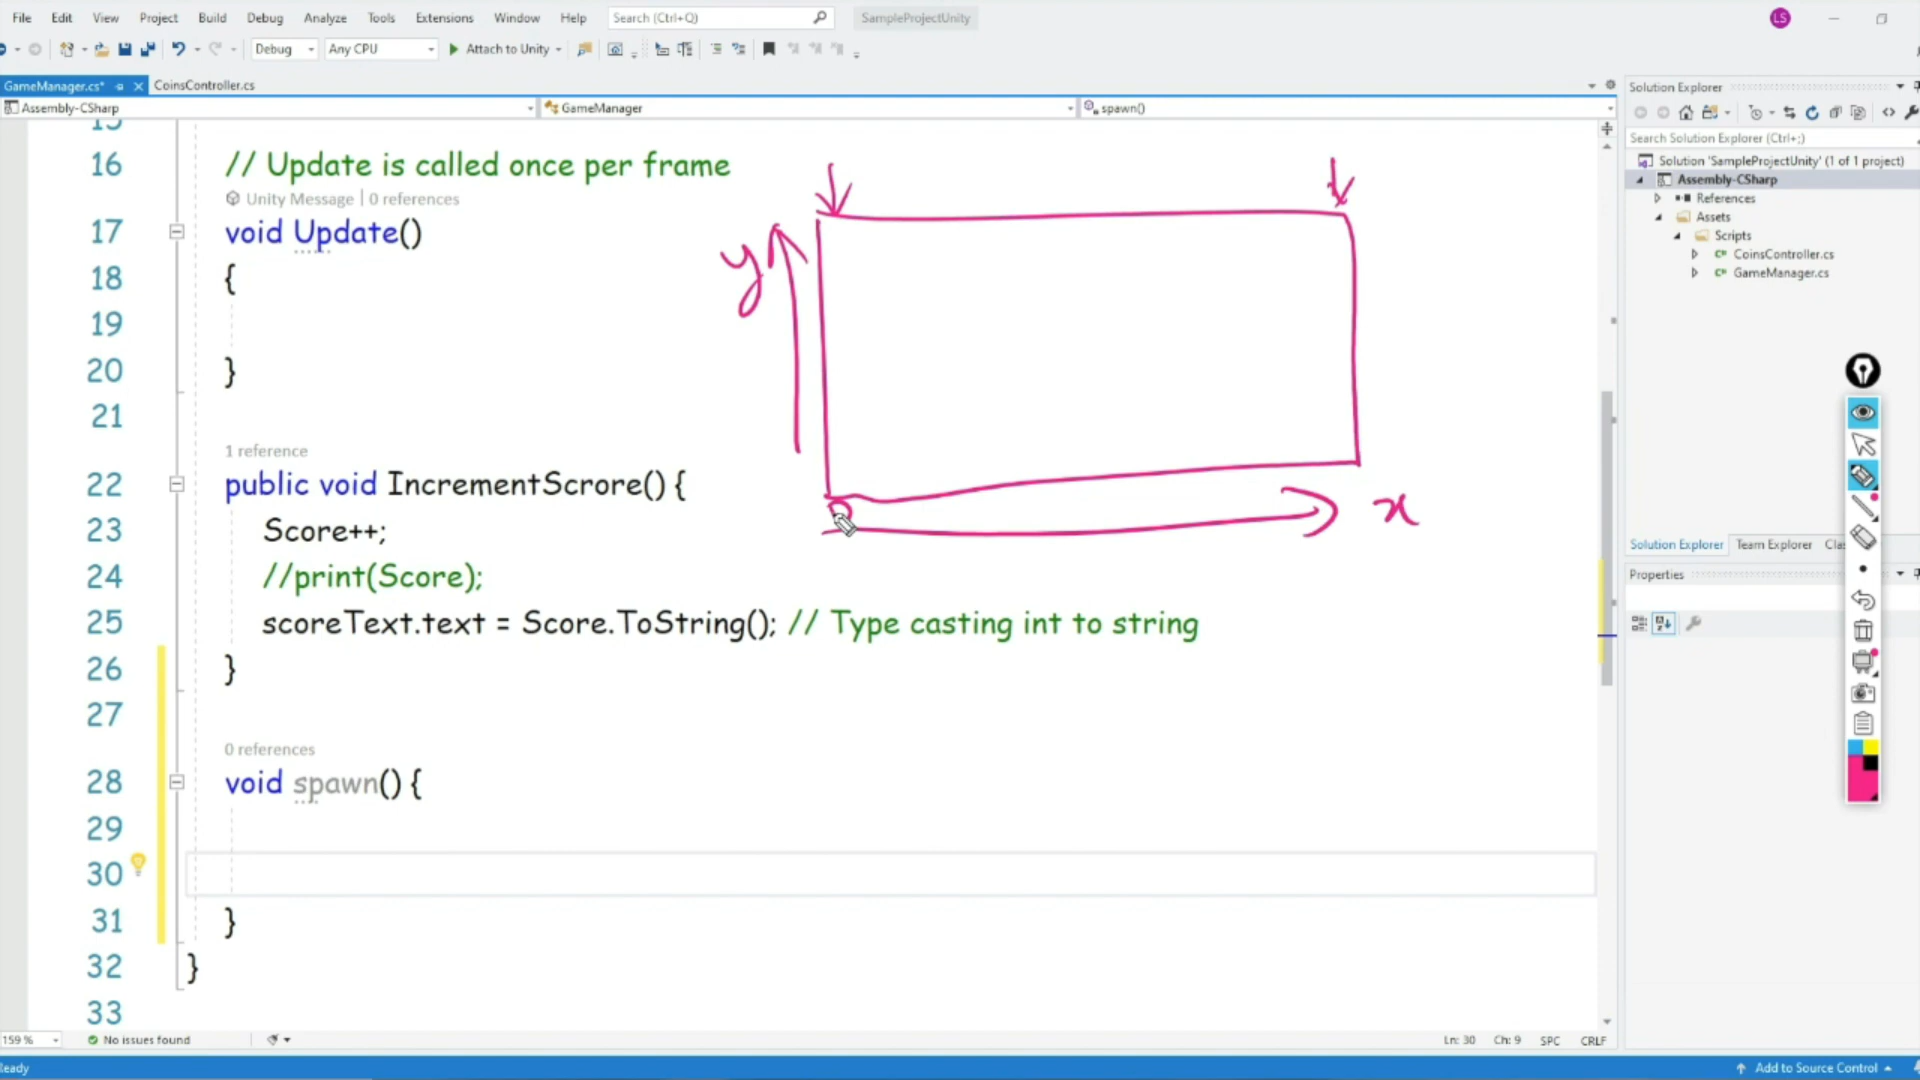 File Edit View Project Build Debug Analyze Tools Extensions Window Help Search (Ctrl+Q) SampleProjectUnity LS
Debug Any CPU Attach to Unity
GameManager.cs* CoinsController.cs
Assembly-CSharp GameManager spawn()
15
16 // Update is called once per frame
Unity Message | 0 references
17 void Update()
18 {
19
20 }
21
1 reference
22 public void IncrementScrore() {
23 Score++;
24 //print(Score);
25 scoreText.text = Score.ToString(); // Type casting int to string
26 }
27
0 references
28 void spawn() {
29
30
31 }
32 }
33
y
x
159 % No issues found Ln: 30 Ch: 9 SPC CRLF
Add to Source Control
Solution Explorer
Search Solution Explorer (Ctrl+;)
Solution 'SampleProjectUnity' (1 of 1 project)
Assembly-CSharp
References
Assets
Scripts
CoinsController.cs
GameManager.cs
Solution Explorer Team Explorer
Properties